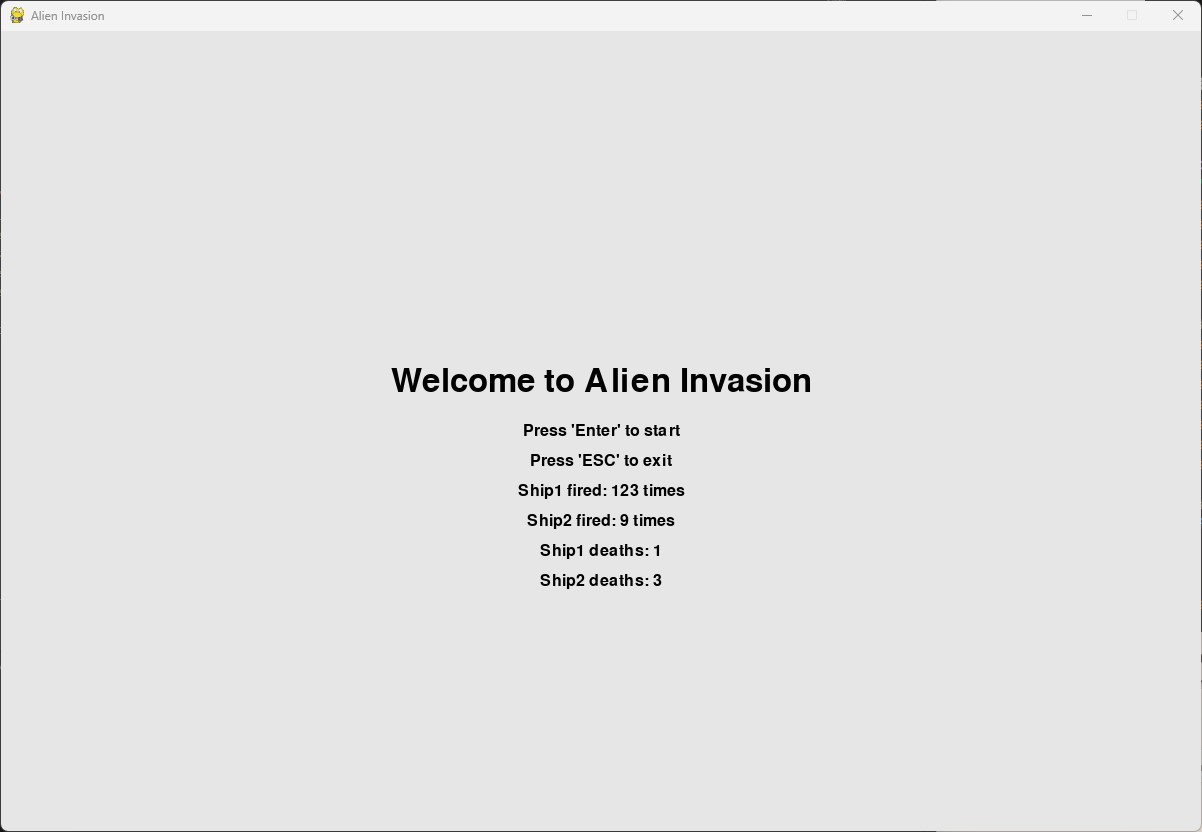 Alien Invasion
Welcome to Alien Invasion
Press 'Enter' to start
Press 'ESC' to exit
Ship1 fired: 123 times
Ship2 fired: 9 times
Ship1 deaths: 1
Ship2 deaths: 3